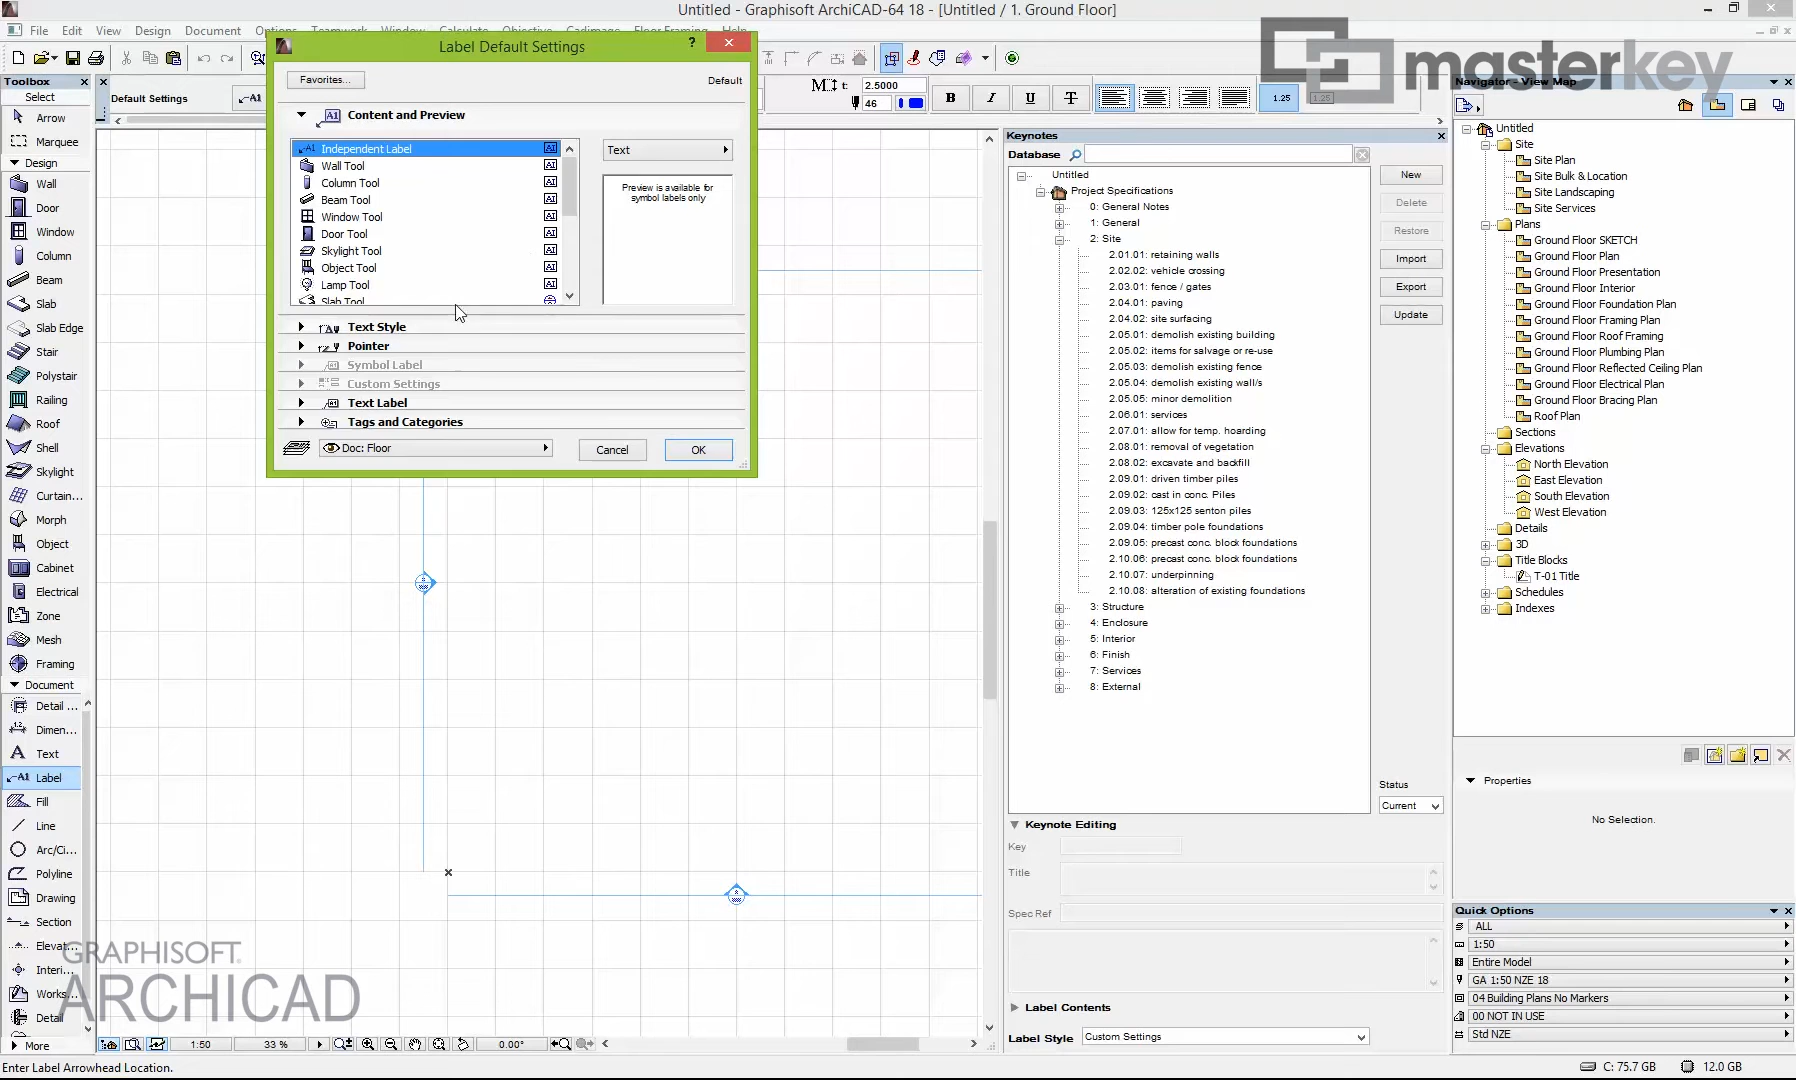 Untitled - Graphisoft ArchiCAD-64 18 - [Untitled / 1. Ground Floor]
File Edit View Design Document
masterkey
Toolbox
Select
Arrow
Marquee
Design
Wall
Door
Window
Column
Beam
Slab
Slab Edge
Stair
Polystair
Railing
Roof
Shell
Skylight
Curtain...
Morph
Object
Cabinet
Electrical
Zone
Mesh
Framing
Document
Detail ...
Dimen...
Text
Label
Fill
Line
Arc/Ci...
Polyline
Drawing
Section
Elevat...
Interi...
Works...
Detail
More
Default Settings
A1
t: 2.5000
46
B I U T
1.25 1.25
Label Default Settings
?
Favorites...
Default
Content and Preview
Independent Label
Wall Tool
Column Tool
Beam Tool
Window Tool
Door Tool
Skylight Tool
Object Tool
Lamp Tool
Slab Tool
Text
Preview is available for
symbol labels only
Text Style
Pointer
Symbol Label
Custom Settings
Text Label
Tags and Categories
Doc: Floor
Cancel
OK
Keynotes
Database
Untitled
Project Specifications
0: General Notes
1: General
2: Site
2.01.01: retaining walls
2.02.02: vehicle crossing
2.03.01: fence / gates
2.04.01: paving
2.04.02: site surfacing
2.05.01: demolish existing building
2.05.02: items for salvage or re-use
2.05.03: demolish existing fence
2.05.04: demolish existing wall/s
2.05.05: minor demolition
2.06.01: services
2.07.01: allow for temp. hoarding
2.08.01: removal of vegetation
2.08.02: excavate and backfill
2.09.01: driven timber piles
2.09.02: cast in conc. Piles
2.09.03: 125x125 senton piles
2.09.04: timber pole foundations
2.09.05: precast conc. block foundations
2.10.06: precast conc. block foundations
2.10.07: underpinning
2.10.08: alteration of existing foundations
3: Structure
4: Enclosure
5: Interior
6: Finish
7: Services
8: External
New
Delete
Restore
Import
Export
Update
Status
Current
Keynote Editing
Key
Title
Spec Ref
Label Contents
Label Style Custom Settings
Navigator - View Map
Untitled
Site
Site Plan
Site Bulk & Location
Site Landscaping
Site Services
Plans
Ground Floor SKETCH
Ground Floor Plan
Ground Floor Presentation
Ground Floor Interior
Ground Floor Foundation Plan
Ground Floor Framing Plan
Ground Floor Roof Framing
Ground Floor Plumbing Plan
Ground Floor Reflected Ceiling Plan
Ground Floor Electrical Plan
Ground Floor Bracing Plan
Roof Plan
Sections
Elevations
North Elevation
East Elevation
South Elevation
West Elevation
Details
3D
Title Blocks
T-01 Title
Schedules
Indexes
Properties
No Selection.
Quick Options
ALL
1:50
Entire Model
GA 1:50 NZE 18
04 Building Plans No Markers
00 NOT IN USE
Std NZE
GRAPHISOFT.
ARCHICAD
1:50 33 % 0.00°
Enter Label Arrowhead Location.
C: 75.7 GB 12.0 GB